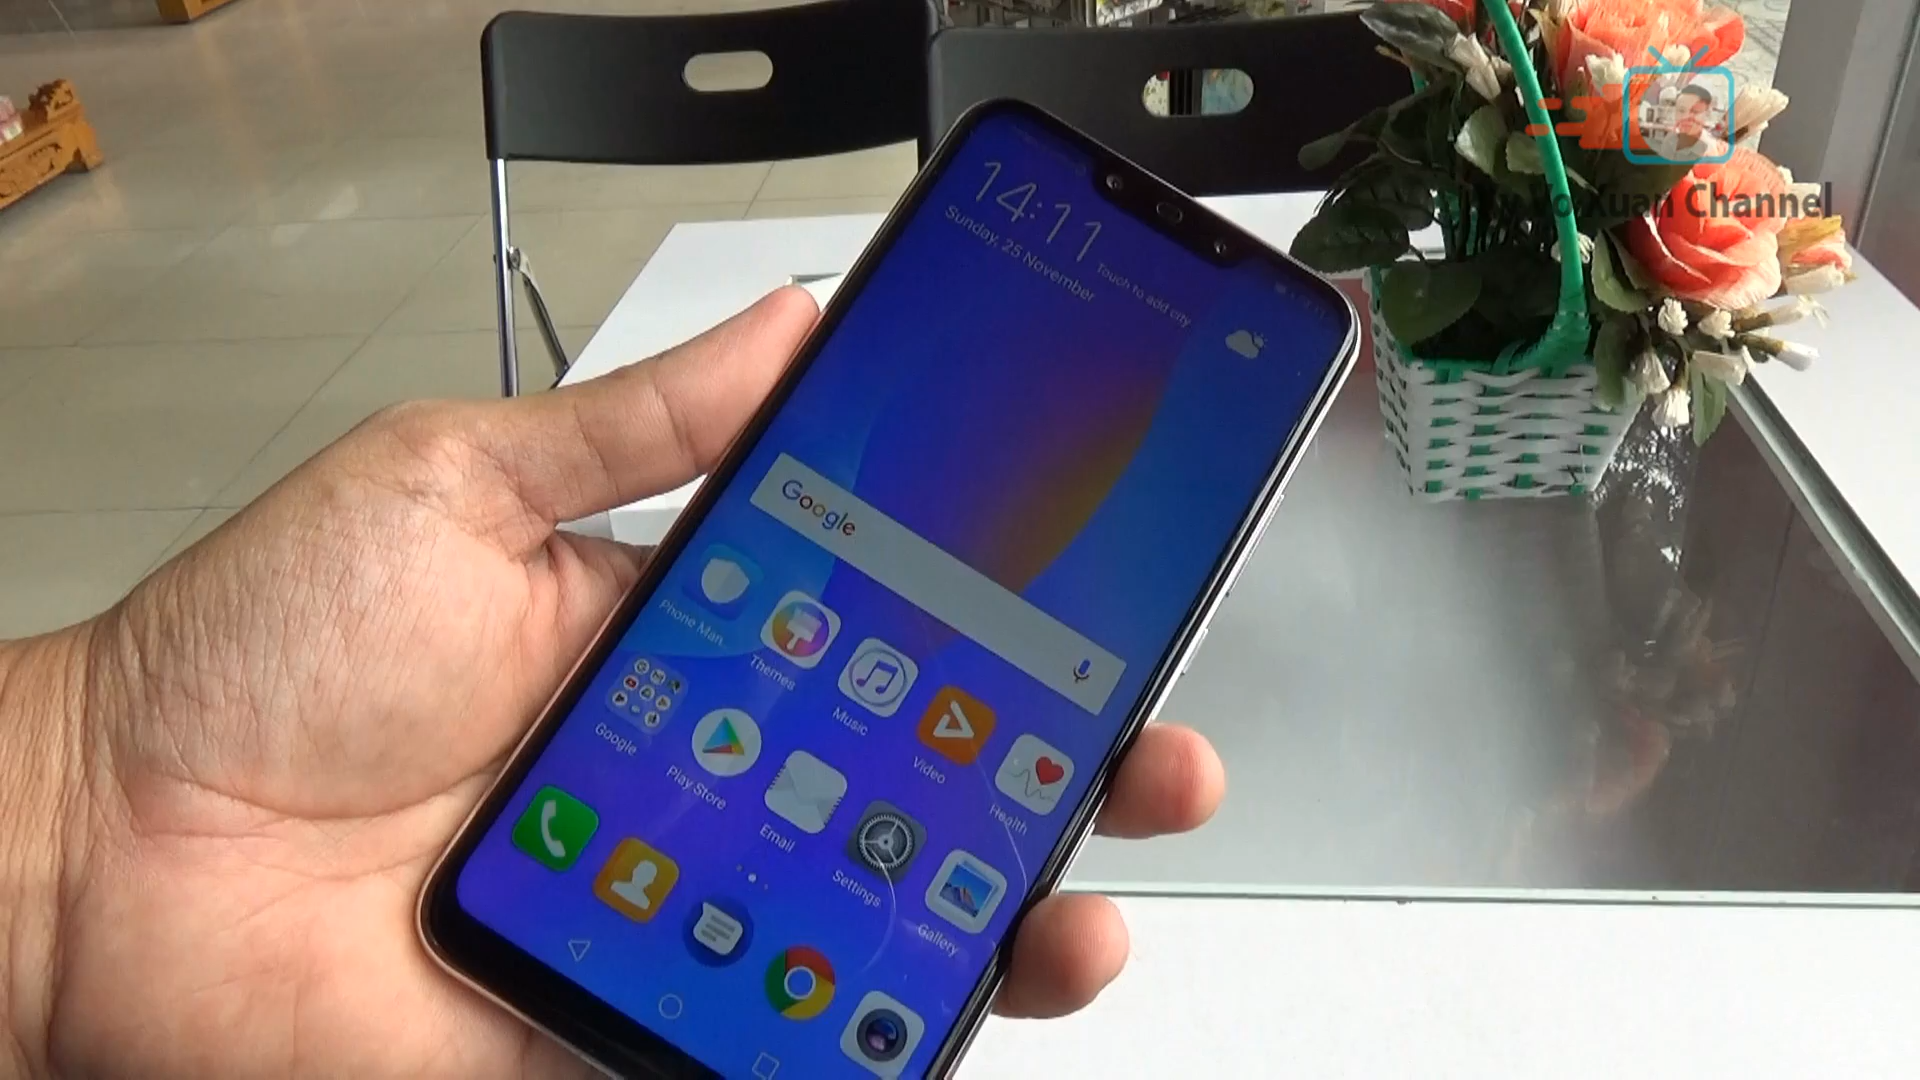 14:11
Sunday, 25 November
Touch to add city
Google
Phone Man.
Themes
Music
Video
Health
Google
Play Store
Email
Settings
Gallery
Xuan Channel